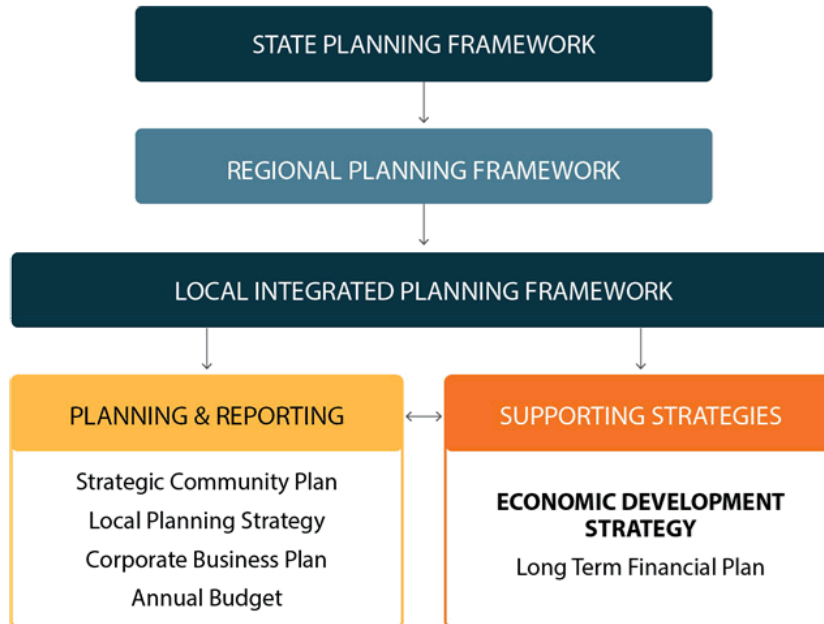 STATE PLANNING FRAMEWORK
REGIONAL PLANNING FRAMEWORK
LOCAL INTEGRATED PLANNING FRAMEWORK
PLANNING & REPORTING
Strategic Community Plan
Local Planning Strategy
Corporate Business Plan
Annual Budget
SUPPORTING STRATEGIES
ECONOMIC DEVELOPMENT
STRATEGY
Long Term Financial Plan